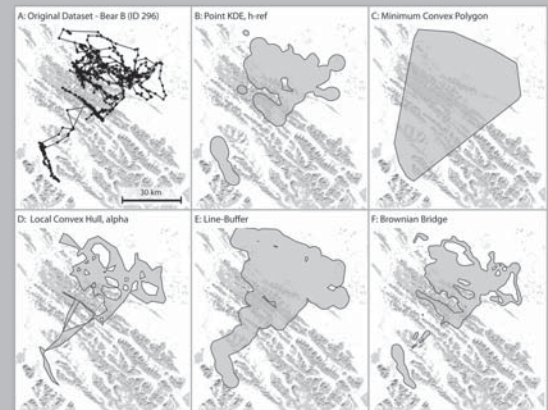 A: Original Dataset - Bear B (ID 296)
B: Point KDE, h-ref
C: Minimum Convex Polygon
30 km
D: Local Convex Hull, alpha
E: Line-Buffer
F: Brownian Bridge